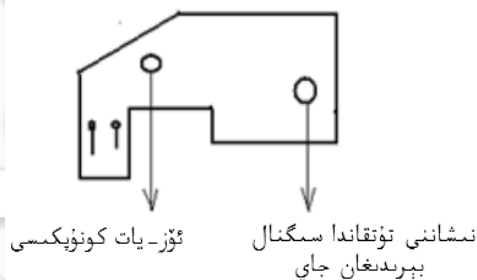 نىشاننى تۇتقاندا سىگنال
بېرىدىغان جاي
ئۆز-يات كونۇپكىسى